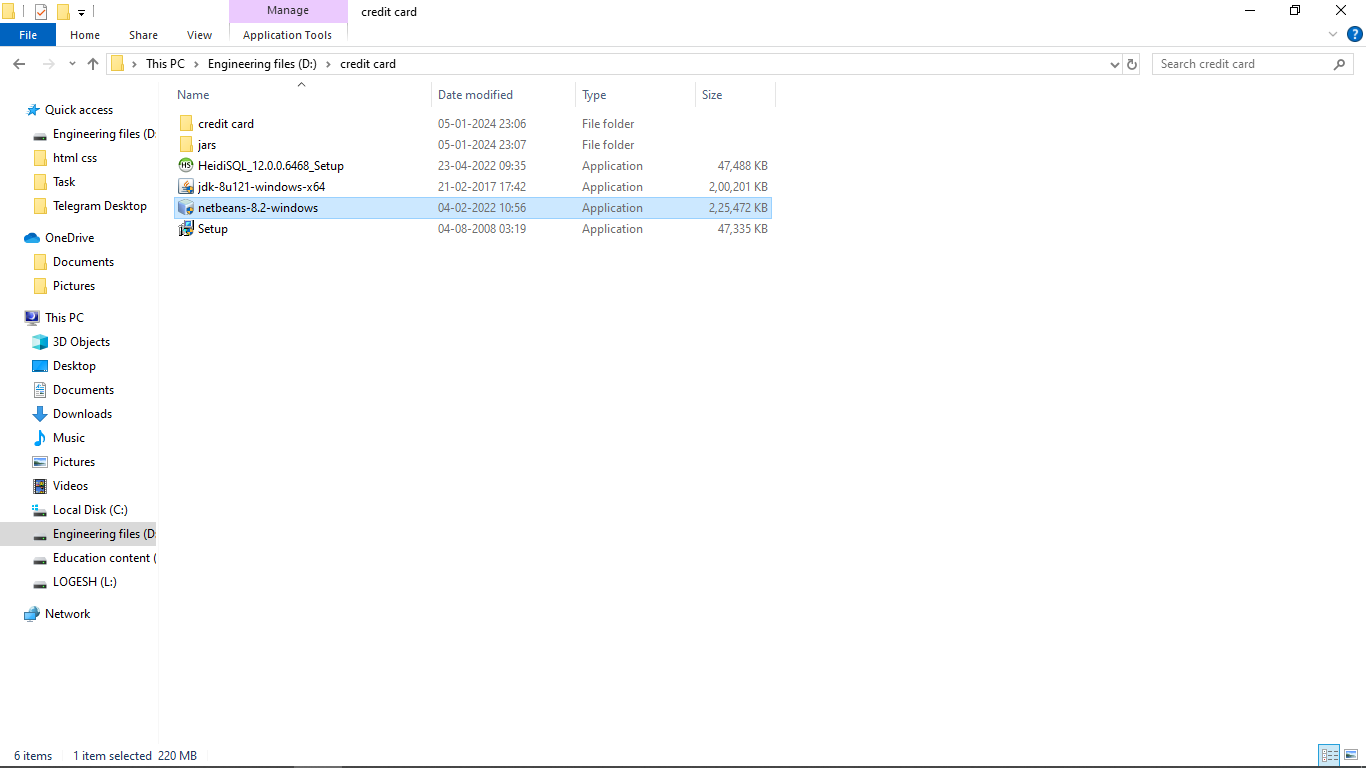 Manage
credit card
File
Home
Share
View
Application Tools
This PC
Engineering files (D:)
credit card
Search credit card
Name
Date modified
Type
Size
credit card
05-01-2024 23:06
File folder
jars
05-01-2024 23:07
File folder
HeidiSQL_12.0.0.6468_Setup
23-04-2022 09:35
Application
47,488 KB
jdk-8u121-windows-x64
21-02-2017 17:42
Application
2,00,201 KB
netbeans-8.2-windows
04-02-2022 10:56
Application
2,25,472 KB
Setup
04-08-2008 03:19
Application
47,335 KB
Quick access
Engineering files (D:
html css
Task
Telegram Desktop
OneDrive
Documents
Pictures
This PC
3D Objects
Desktop
Documents
Downloads
Music
Pictures
Videos
Local Disk (C:)
Engineering files (D:
Education content (
LOGESH (L:)
Network
6 items
1 item selected 220 MB